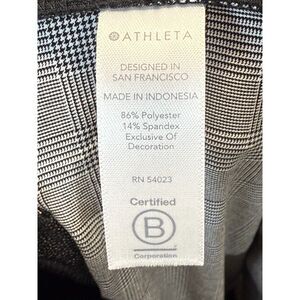 ATHLETA
DESIGNED IN
SAN FRANCISCO
MADE IN INDONESIA
86% Polyester
14% Spandex
Exclusive Of
Decoration
RN 54023
Certified
B
Corporation